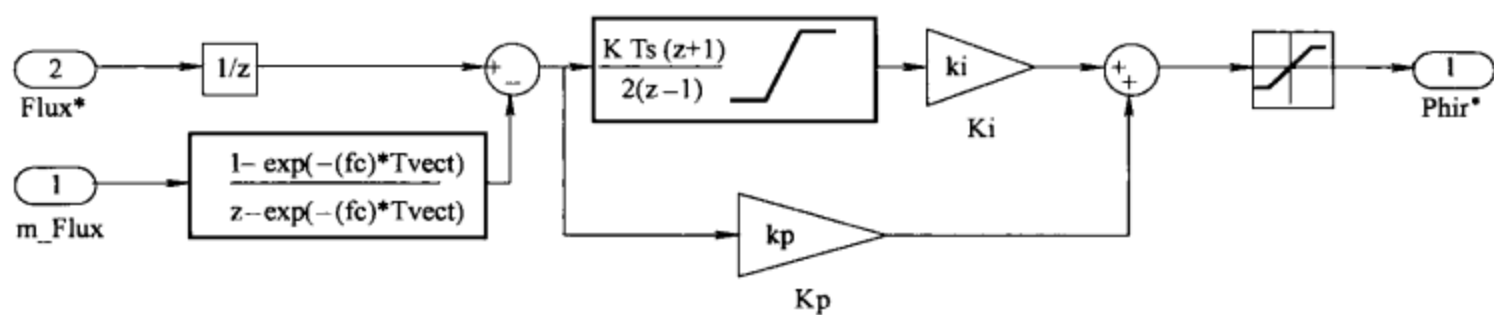 2
Flux*
1/z
+
−
K Ts (z+1)
2(z−1)
ki
Ki
+
+
1
Phir*
1
m_Flux
1− exp(−(fc)*Tvect)
z−exp(−(fc)*Tvect)
kp
Kp